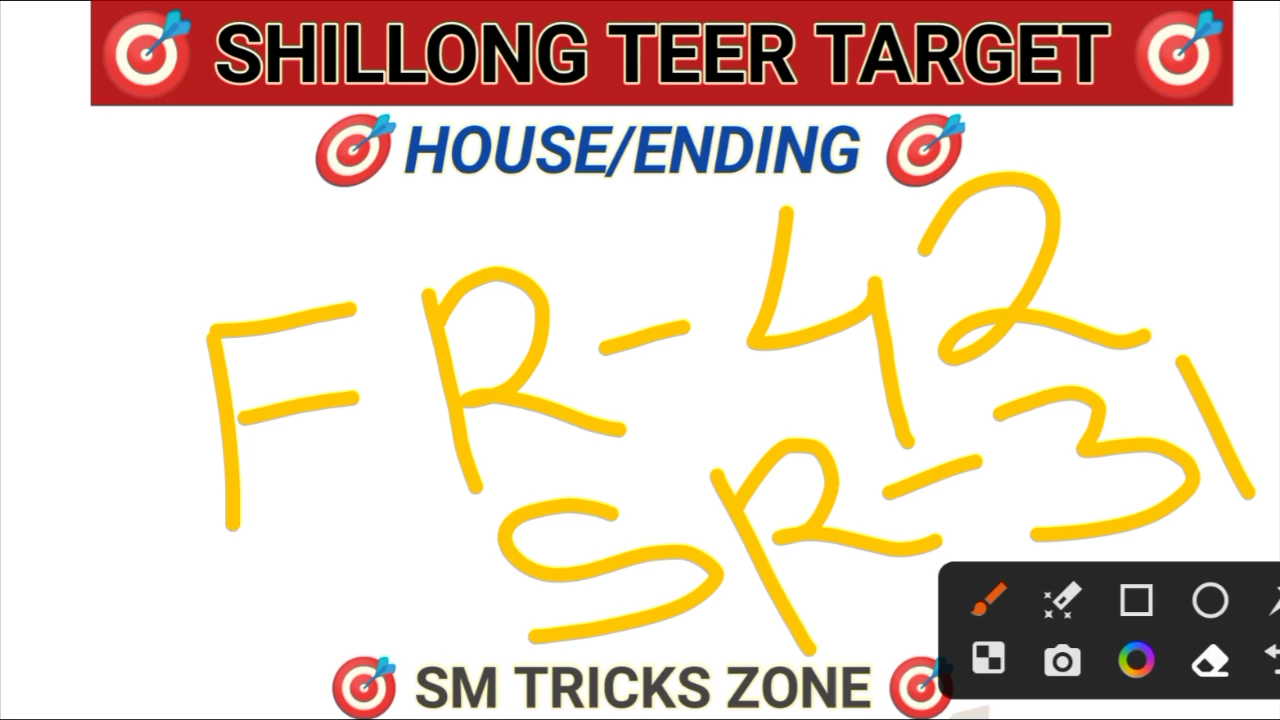 SHILLONG TEER TARGET
HOUSE/ENDING
FR-42
SR-31
SM TRICKS ZONE